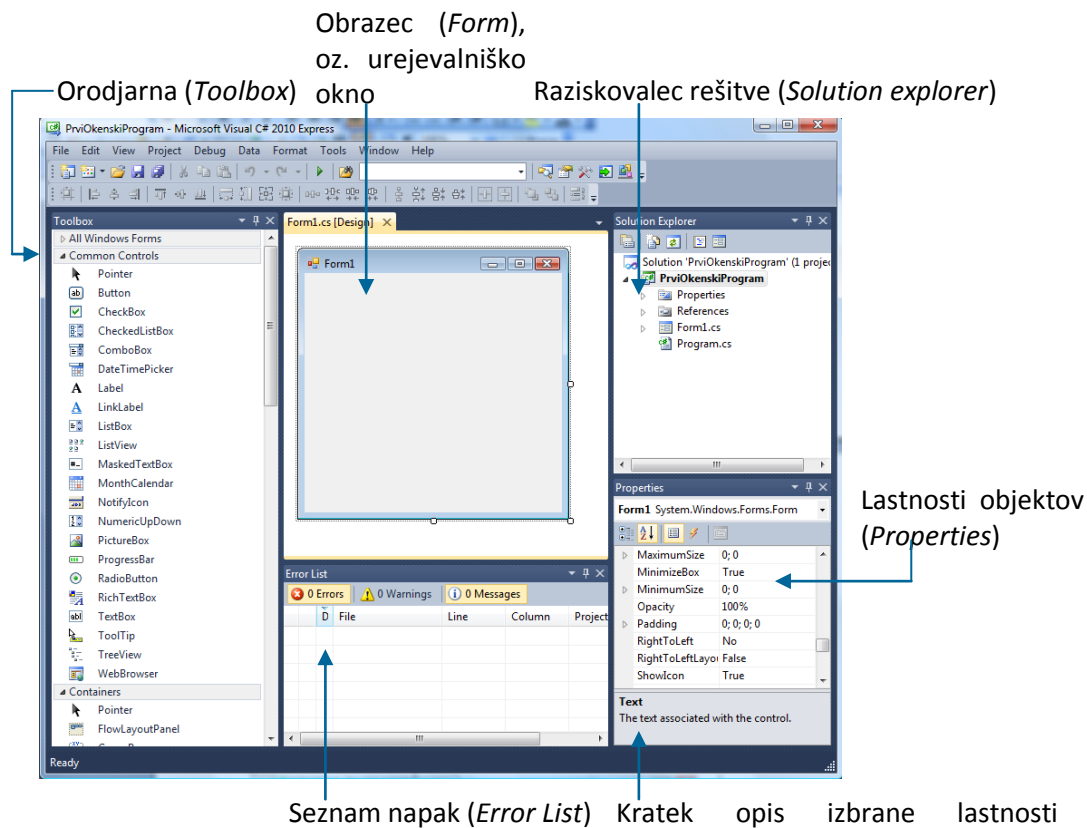 Obrazec (Form),
oz. urejevalniško
okno
Orodjarna (Toolbox)
Raziskovalec rešitve (Solution explorer)
PrviOkenskiProgram - Microsoft Visual C# 2010 Express
File Edit View Project Debug Data Format Tools Window Help
Toolbox
All Windows Forms
Common Controls
Pointer
Button
CheckBox
CheckedListBox
ComboBox
DateTimePicker
Label
LinkLabel
ListBox
ListView
MaskedTextBox
MonthCalendar
NotifyIcon
NumericUpDown
PictureBox
ProgressBar
RadioButton
RichTextBox
TextBox
ToolTip
TreeView
WebBrowser
Containers
Pointer
FlowLayoutPanel
Form1.cs [Design]
Form1
Error List
0 Errors 0 Warnings 0 Messages
D File Line Column Project
Solution Explorer
Solution 'PrviOkenskiProgram' (1 projec
PrviOkenskiProgram
Properties
References
Form1.cs
Program.cs
Properties
Form1 System.Windows.Forms.Form
MaximumSize 0; 0
MinimizeBox True
MinimumSize 0; 0
Opacity 100%
Padding 0; 0; 0; 0
RightToLeft No
RightToLeftLayou False
ShowIcon True
Text
The text associated with the control.
Ready
Lastnosti objektov
(Properties)
Seznam napak (Error List)
Kratek opis izbrane lastnosti